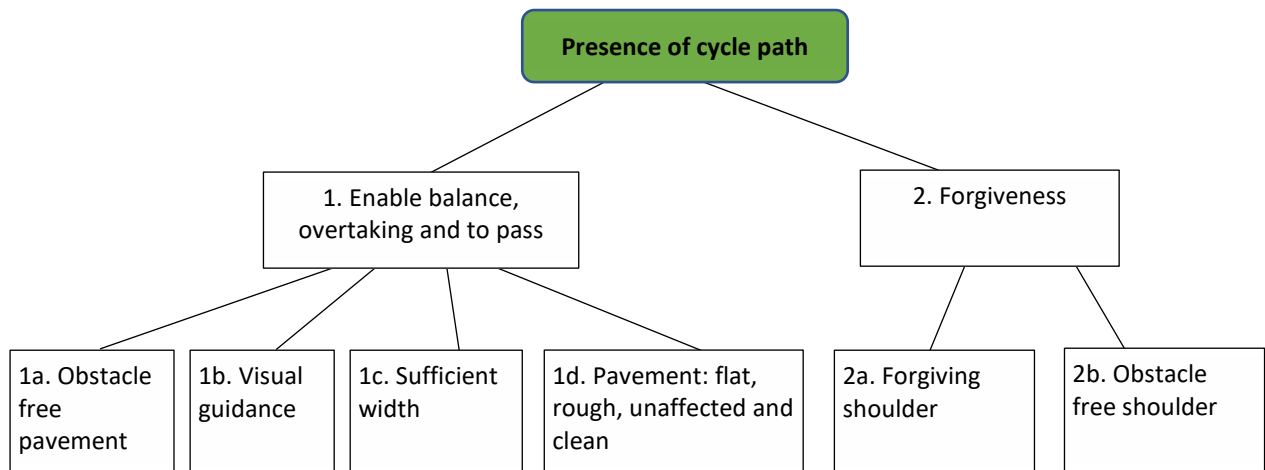 Presence of cycle path
1. Enable balance,
overtaking and to pass
2. Forgiveness
1a. Obstacle
free
pavement
1b. Visual
guidance
1c. Sufficient
width
1d. Pavement: flat,
rough, unaffected and
clean
2a. Forgiving
shoulder
2b. Obstacle
free shoulder